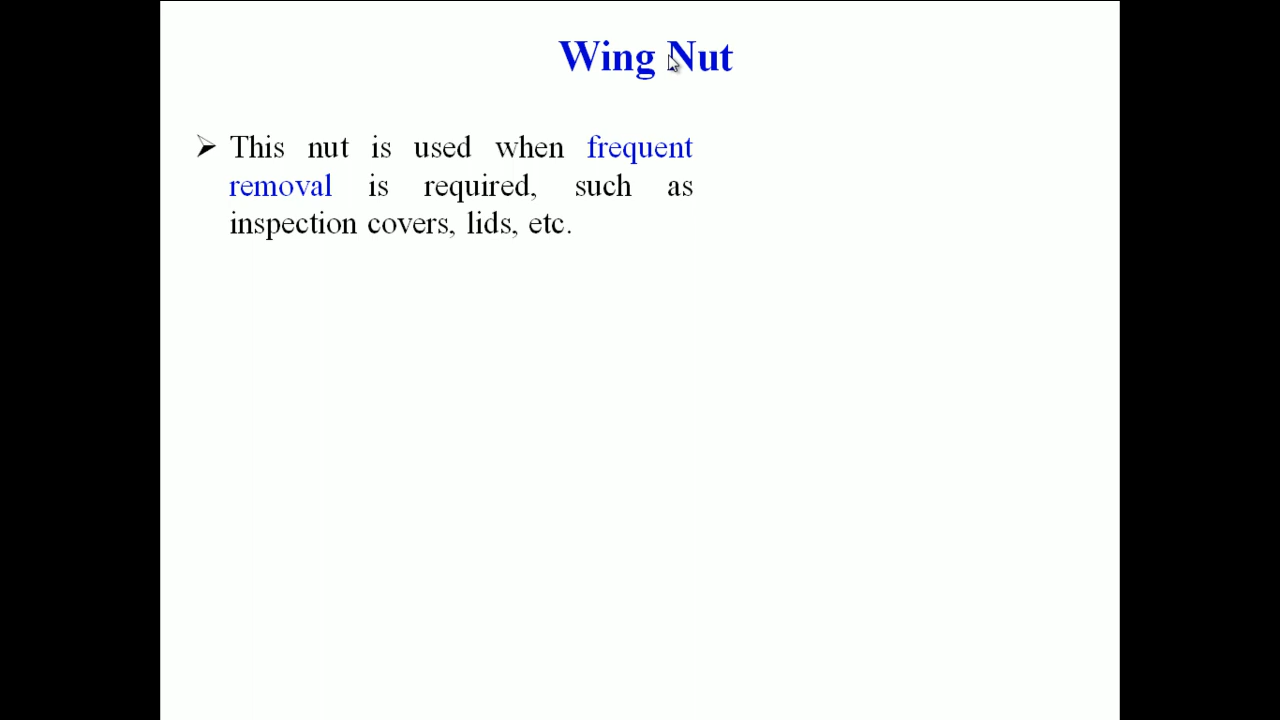 Wing Nut
This nut is used when frequent
removal is required, such as
inspection covers, lids, etc.